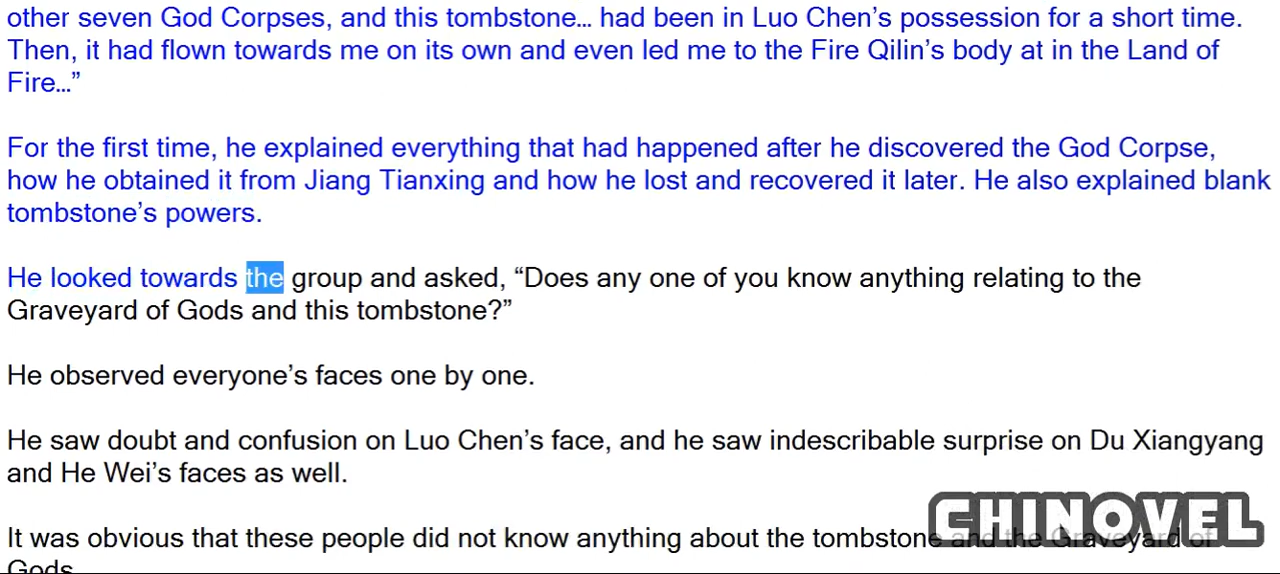 other seven God Corpses, and this tombstone... had been in Luo Chen’s possession for a short time.
Then, it had flown towards me on its own and even led me to the Fire Qilin’s body at in the Land of
Fire...”
For the first time, he explained everything that had happened after he discovered the God Corpse,
how he obtained it from Jiang Tianxing and how he lost and recovered it later. He also explained blank
tombstone’s powers.
He looked towards the group and asked, “Does any one of you know anything relating to the
Graveyard of Gods and this tombstone?”
He observed everyone’s faces one by one.
He saw doubt and confusion on Luo Chen’s face, and he saw indescribable surprise on Du Xiangyang
and He Wei’s faces as well.
CHINOVEL
It was obvious that these people did not know anything about the tombstone and the Graveyard of
Gods